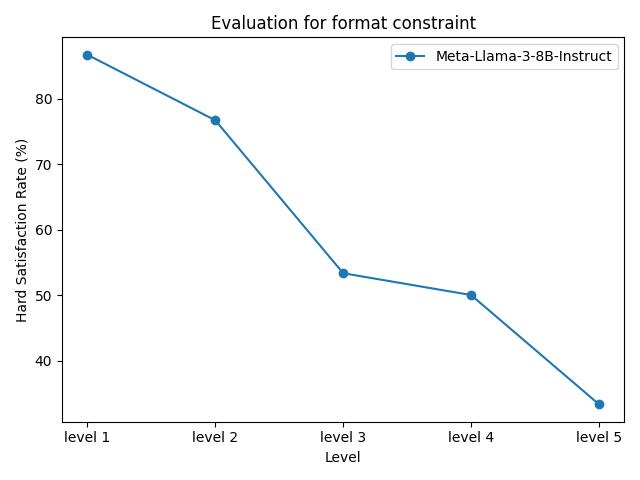 Evaluation for format constraint
Meta-Llama-3-8B-Instruct
Hard Satisfaction Rate (%)
80
70
60
50
40
level 1 level 2 level 3 level 4 level 5
Level